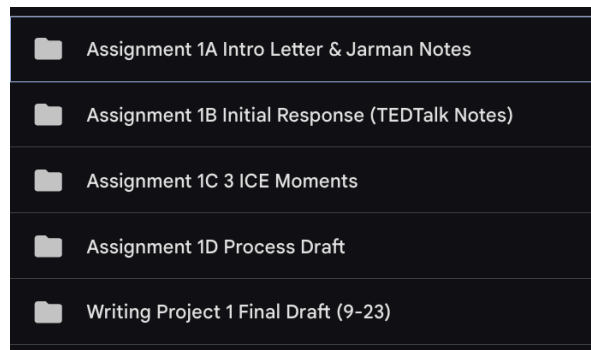 Assignment 1A Intro Letter & Jarman Notes
Assignment 1B Initial Response (TEDTalk Notes)
Assignment 1C 3 ICE Moments
Assignment 1D Process Draft
Writing Project 1 Final Draft (9-23)